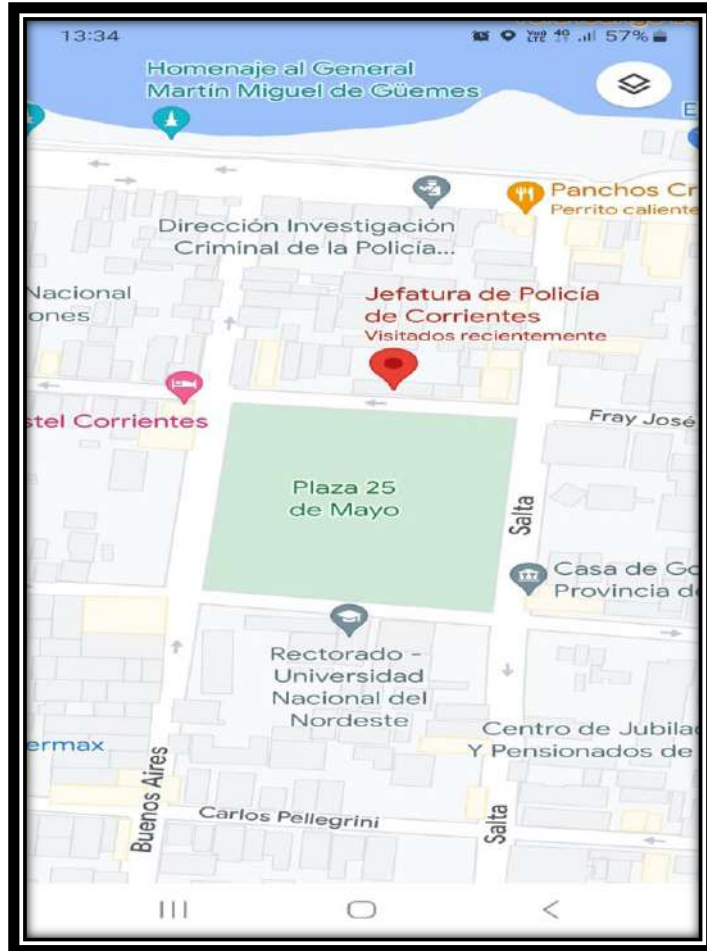 13:34
57%
Homenaje al General
Martín Miguel de Güemes
E
Panchos Cr
Perrito caliente
Dirección Investigación
Criminal de la Policía...
Nacional
ones
Jefatura de Policía
de Corrientes
Visitados recientemente
stel Corrientes
Fray José
Plaza 25
de Mayo
Salta
Casa de Go
Provincia d
Rectorado -
Universidad
Nacional del
Nordeste
Centro de Jubila
Y Pensionados de
ermax
Buenos Aires
Carlos Pellegrini
Salta